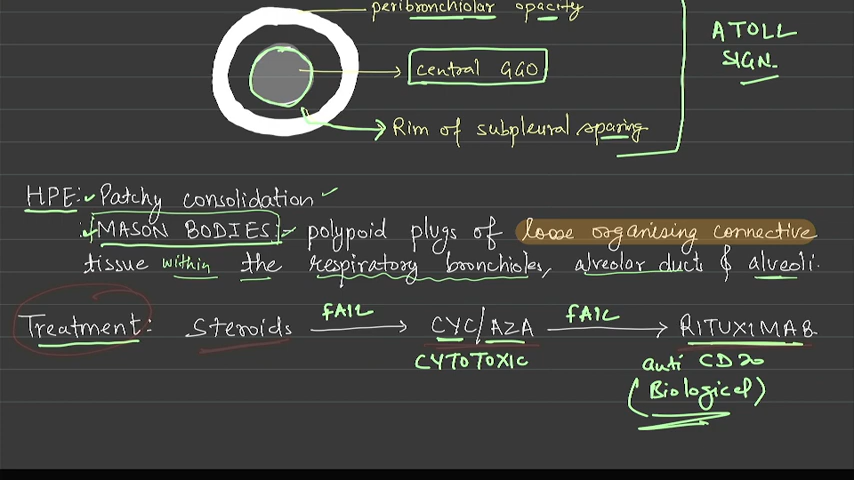 peribronchiolar opacity
ATOLL
SIGN
central GGO
Rim of subpleural sparing
HPE: Patchy consolidation
: MASON BODIES: polypoid plugs of loose organising connective
tissue within the respiratory bronchioles, alveolar duct & alveoli.
Treatment: Steroids FAIL CYC/AZA FAIL RITUXIMAB
CYTOTOXIC anti CD20
(Biological)